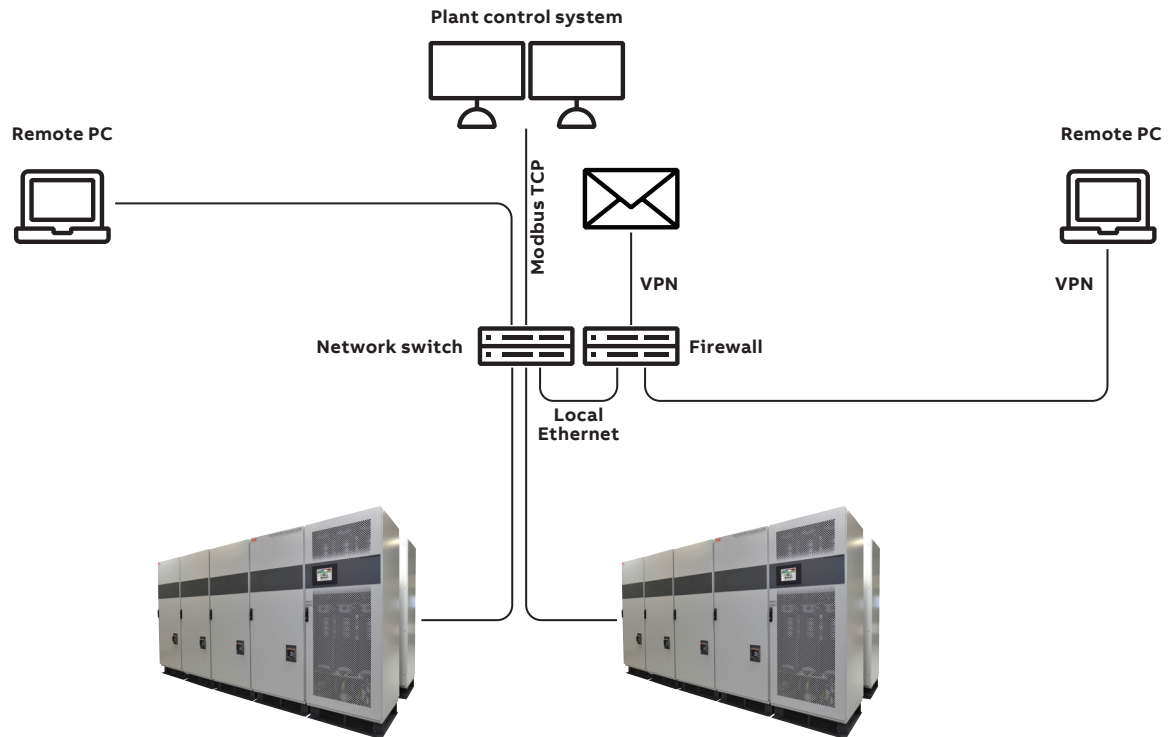 Plant control system
Remote PC
Remote PC
Modbus TCP
VPN
VPN
Network switch
Firewall
Local
Ethernet